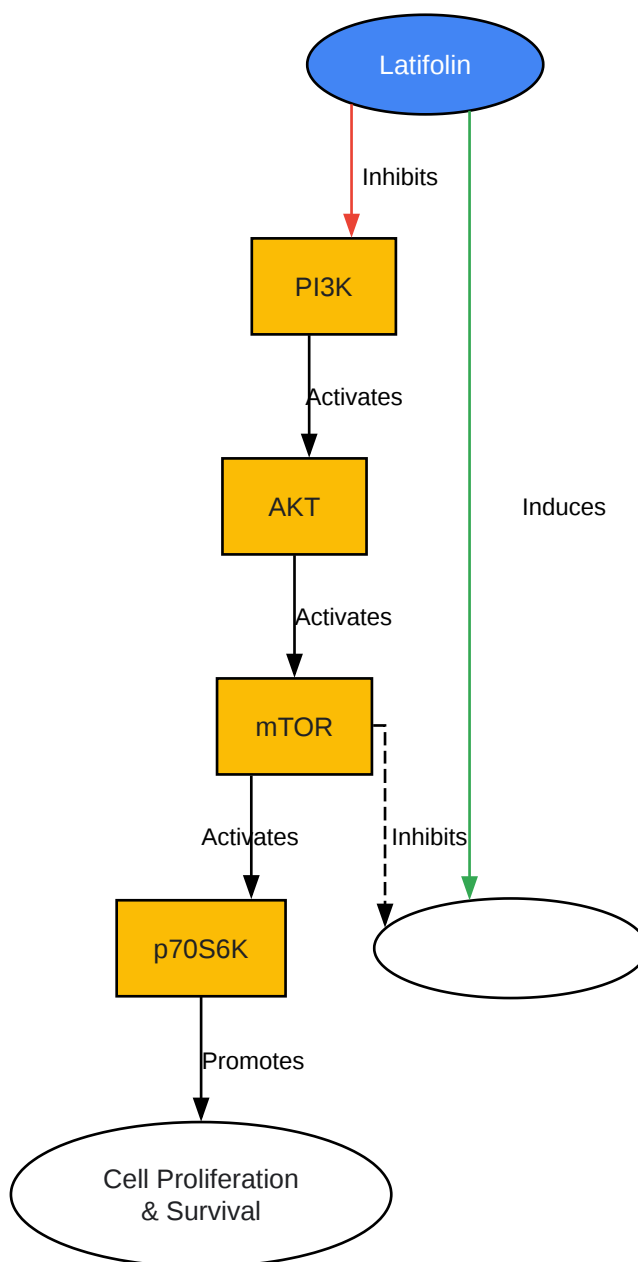 Latifolin
Inhibits
PI3K
Activates
AKT
Induces
Activates
mTOR
Activates
Inhibits
p70S6K
Promotes
Cell Proliferation
& Survival